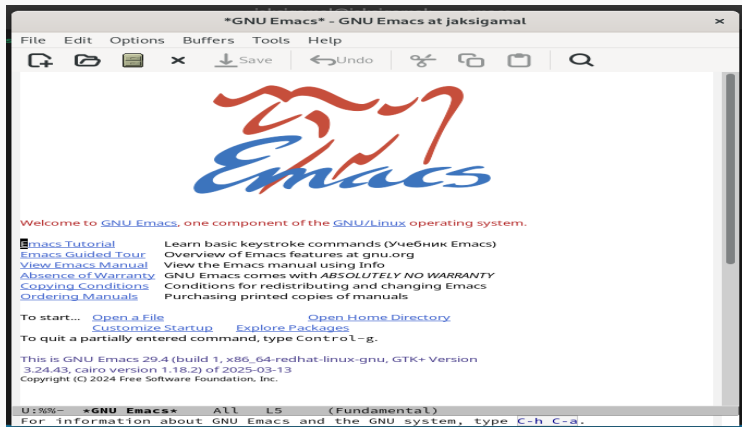 *GNU Emacs* - GNU Emacs at jaksigamal ×
File Edit Options Buffers Tools Help
Save Undo
Emacs
Welcome to GNU Emacs, one component of the GNU/Linux operating system.
Emacs Tutorial Learn basic keystroke commands (Учебник Emacs)
Emacs Guided Tour Overview of Emacs features at gnu.org
View Emacs Manual View the Emacs manual using Info
Absence of Warranty GNU Emacs comes with ABSOLUTELY NO WARRANTY
Copying Conditions Conditions for redistributing and changing Emacs
Ordering Manuals Purchasing printed copies of manuals
To start... Open a File Open Home Directory
Customize Startup Explore Packages
To quit a partially entered command, type Control-g.
This is GNU Emacs 29.4 (build 1, x86_64-redhat-linux-gnu, GTK+ Version
3.24.43, cairo version 1.18.2) of 2025-03-13
Copyright (C) 2024 Free Software Foundation, Inc.
U:%%- *GNU Emacs* All L5 (Fundamental)
For information about GNU Emacs and the GNU system, type C-h C-a.